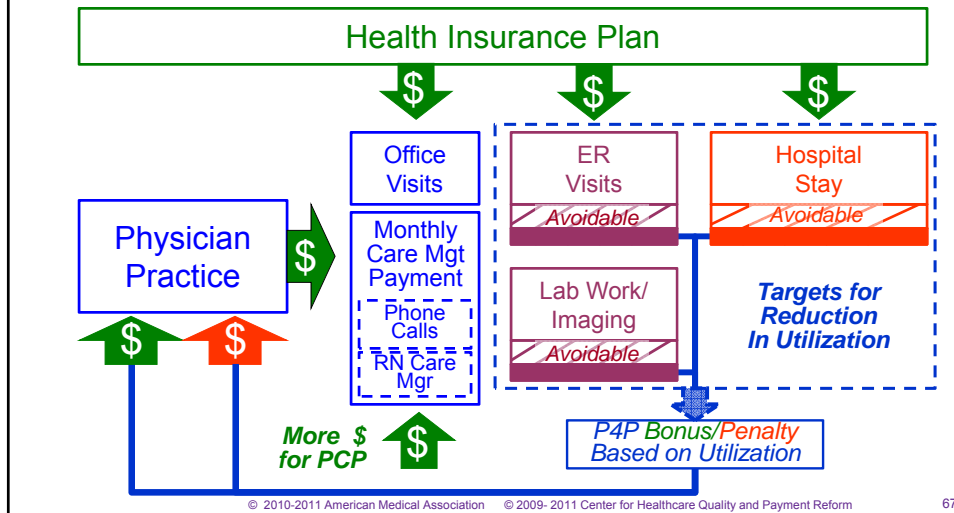 Health Insurance Plan
$
$
$
Office
Visits
ER
Visits
Avoidable
Hospital
Stay
Avoidable
Physician
Practice
$
Monthly
Care Mgt
Payment
Phone
Calls
RN Care
Mgr
Lab Work/
Imaging
Avoidable
Targets for
Reduction
In Utilization
$
$
More $
for PCP
$
P4P Bonus/Penalty
Based on Utilization
© 2010-2011 American Medical Association © 2009- 2011 Center for Healthcare Quality and Payment Reform 67